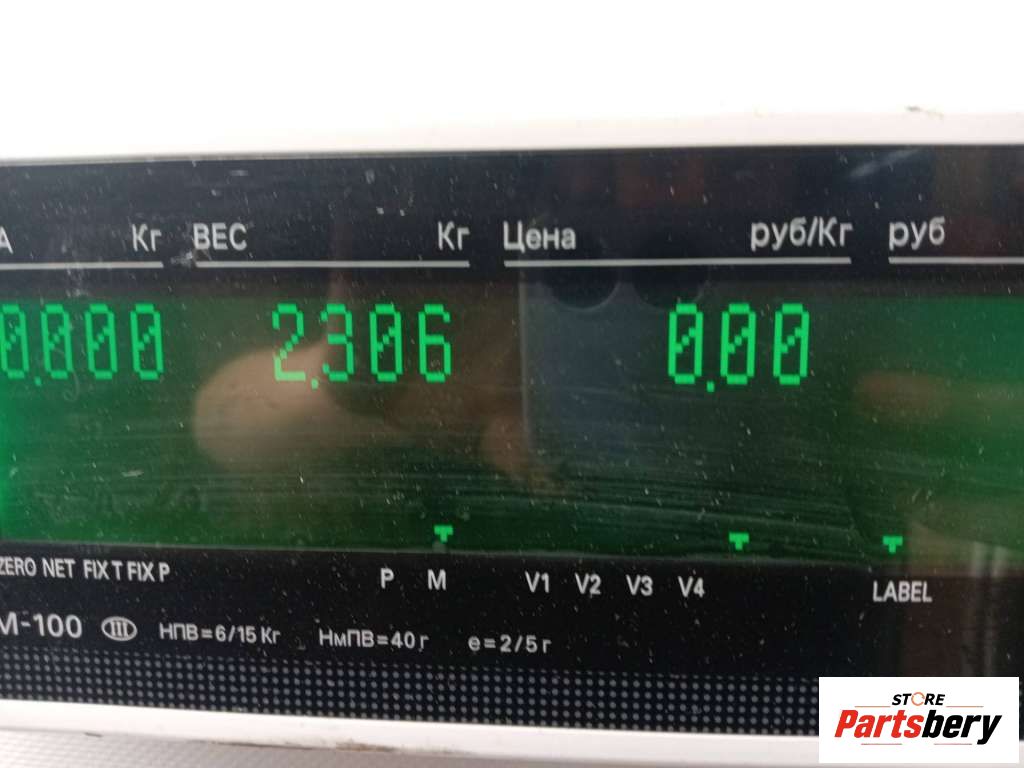 А Кг ВЕС Кг Цена руб/Кг руб
0.000 2.306 0.00
ZERO NET FIX T FIX P P M V1 V2 V3 V4 LABEL
М-100 III НПВ=6/15 Кг НмПВ=40 г e=2/5 г
STORE
Partsbery